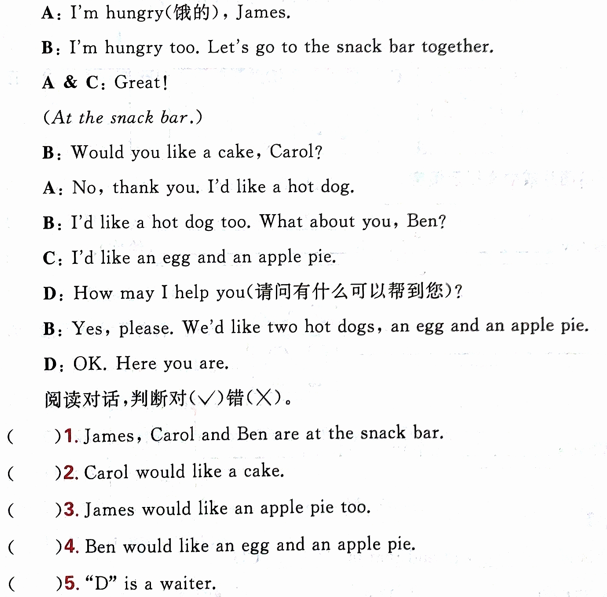 A: I'm hungry(饿的), James.
B: I'm hungry too. Let's go to the snack bar together.
A & C: Great!
(At the snack bar.)
B: Would you like a cake, Carol?
A: No, thank you. I'd like a hot dog.
B: I'd like a hot dog too. What about you, Ben?
C: I'd like an egg and an apple pie.
D: How may I help you(请问有什么可以帮到您)?
B: Yes, please. We'd like two hot dogs, an egg and an apple pie.
D: OK. Here you are.
阅读对话,判断对(✓)错(✗)。
(    )1. James, Carol and Ben are at the snack bar.
(    )2. Carol would like a cake.
(    )3. James would like an apple pie too.
(    )4. Ben would like an egg and an apple pie.
(    )5. “D” is a waiter.